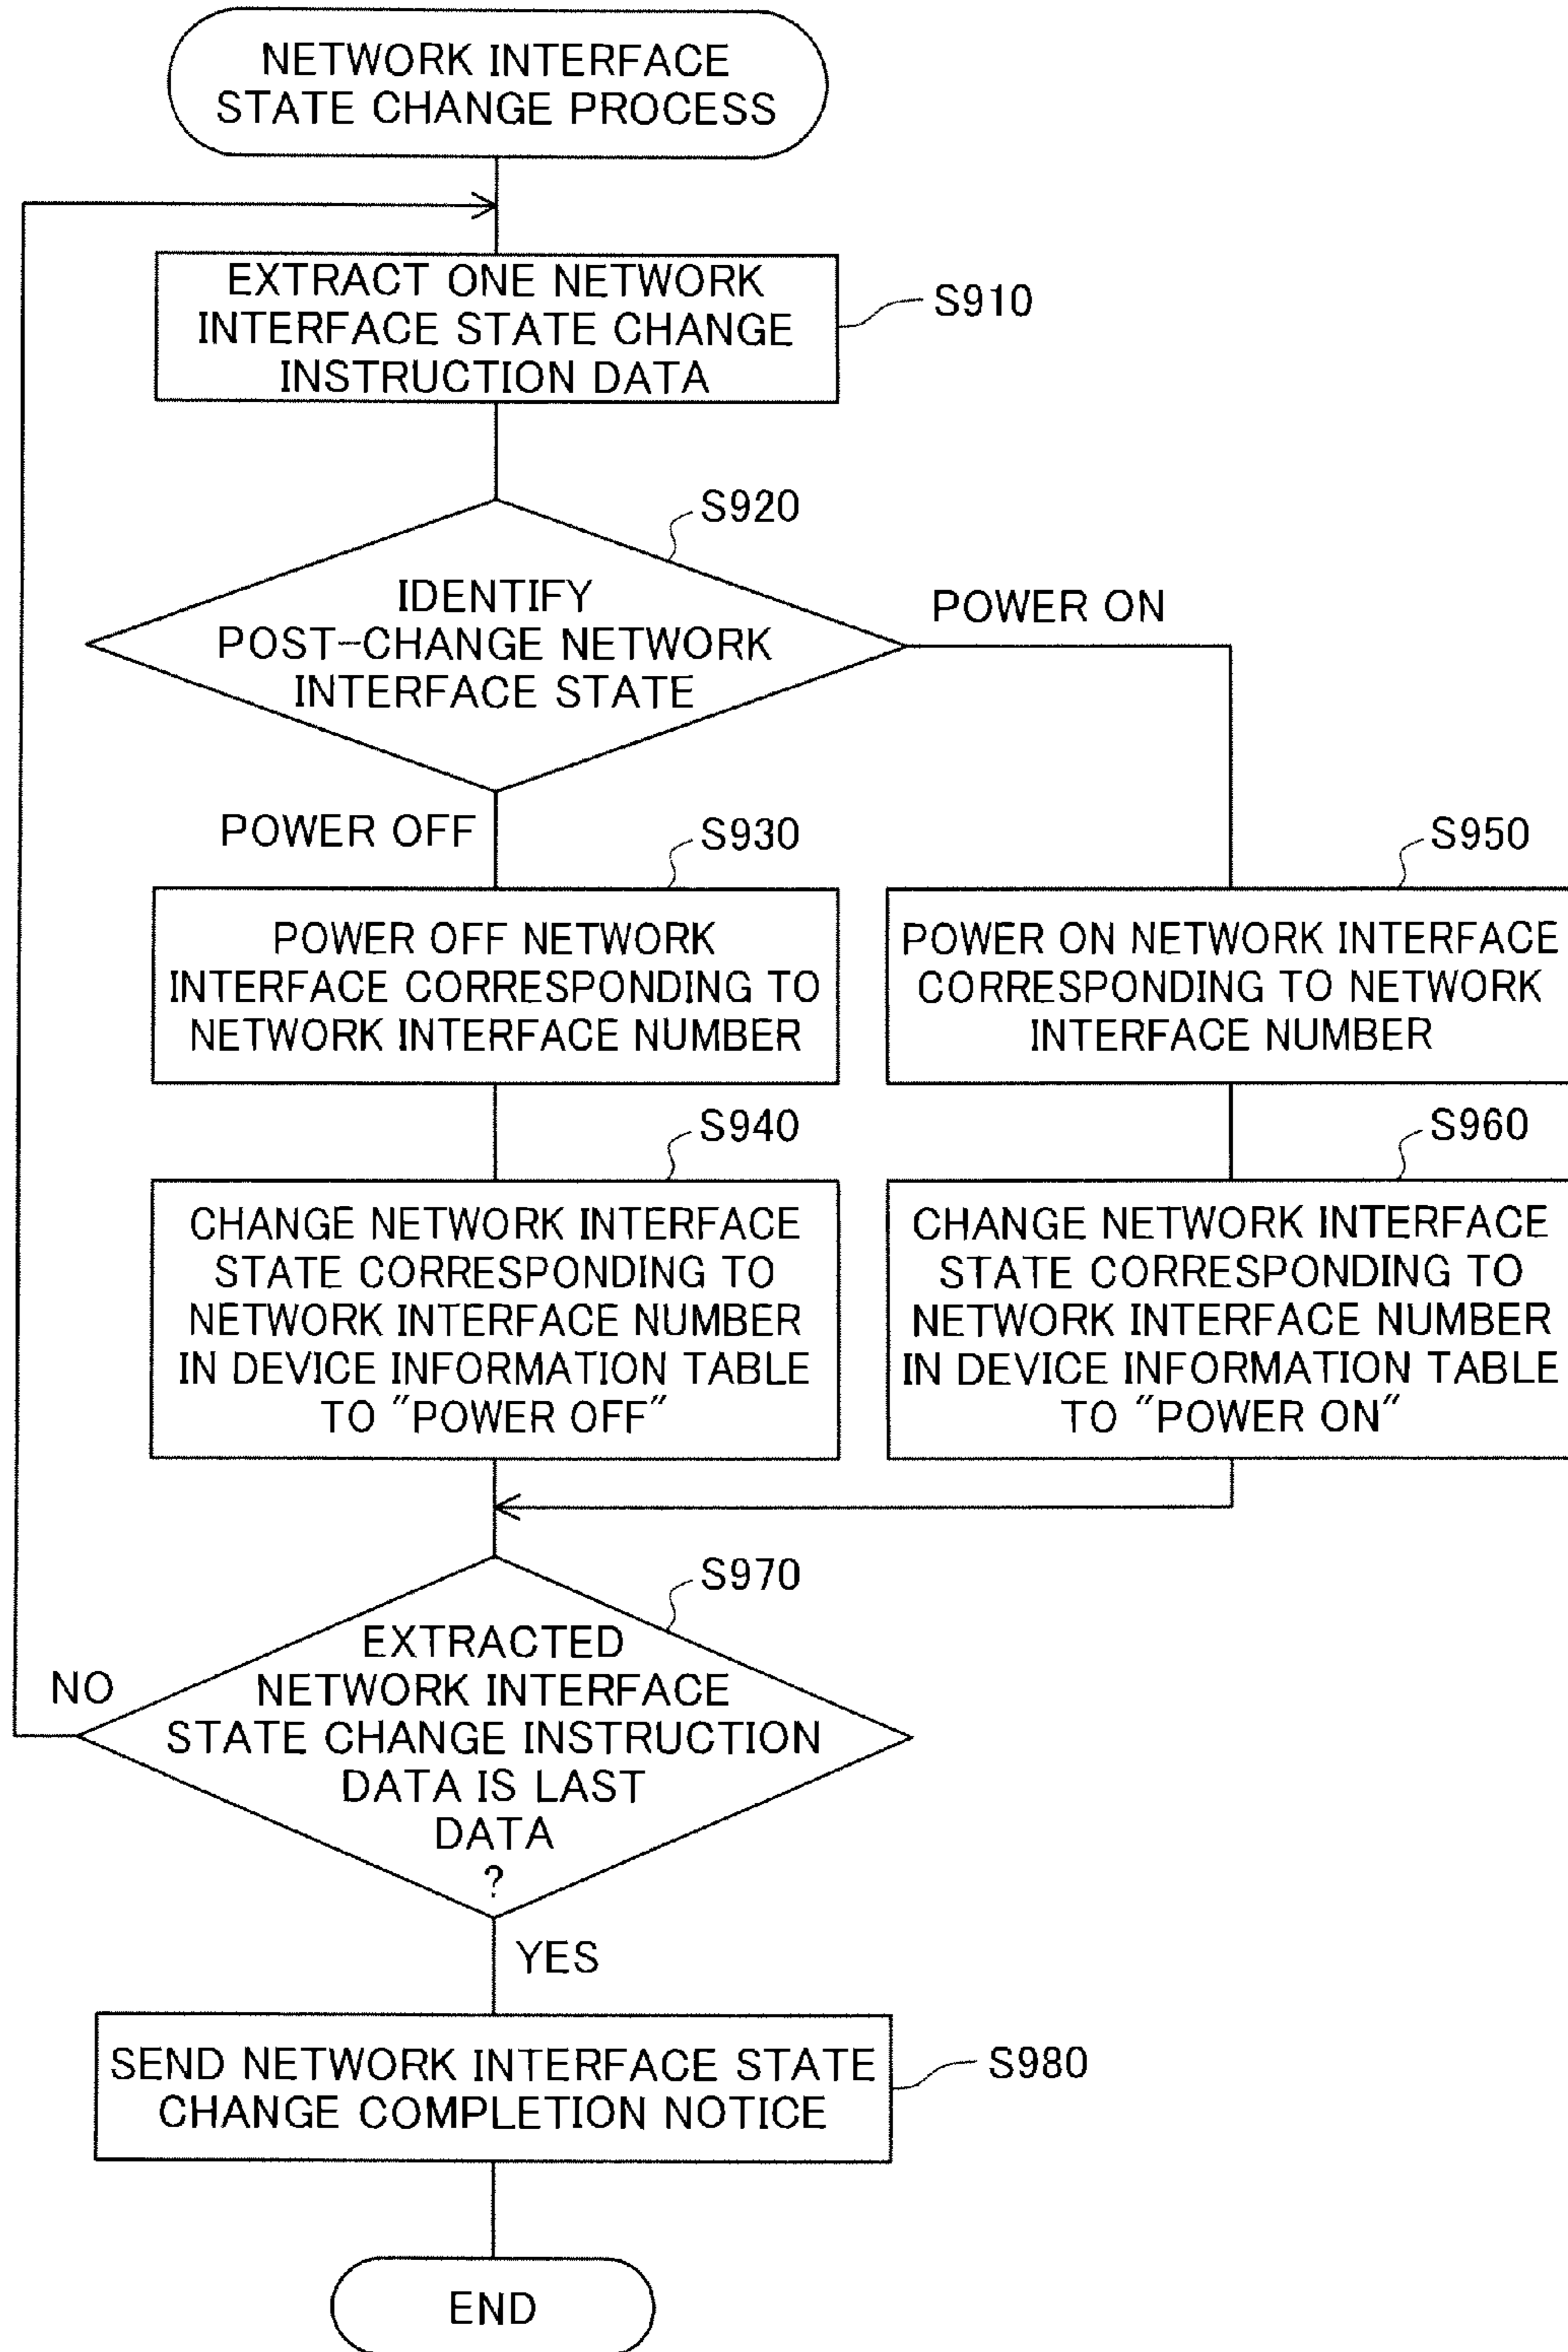 NETWORK INTERFACE
STATE CHANGE PROCESS
EXTRACT ONE NETWORK
INTERFACE STATE CHANGE
INSTRUCTION DATA
S910
S920
IDENTIFY
POST-CHANGE NETWORK
INTERFACE STATE
POWER ON
POWER OFF
S930
POWER OFF NETWORK
INTERFACE CORRESPONDING TO
NETWORK INTERFACE NUMBER
S950
POWER ON NETWORK INTERFACE
CORRESPONDING TO NETWORK
INTERFACE NUMBER
S940
CHANGE NETWORK INTERFACE
STATE CORRESPONDING TO
NETWORK INTERFACE NUMBER
IN DEVICE INFORMATION TABLE
TO "POWER OFF"
S960
CHANGE NETWORK INTERFACE
STATE CORRESPONDING TO
NETWORK INTERFACE NUMBER
IN DEVICE INFORMATION TABLE
TO "POWER ON"
S970
EXTRACTED
NETWORK INTERFACE
STATE CHANGE INSTRUCTION
DATA IS LAST
DATA
?
NO
YES
SEND NETWORK INTERFACE STATE
CHANGE COMPLETION NOTICE
S980
END